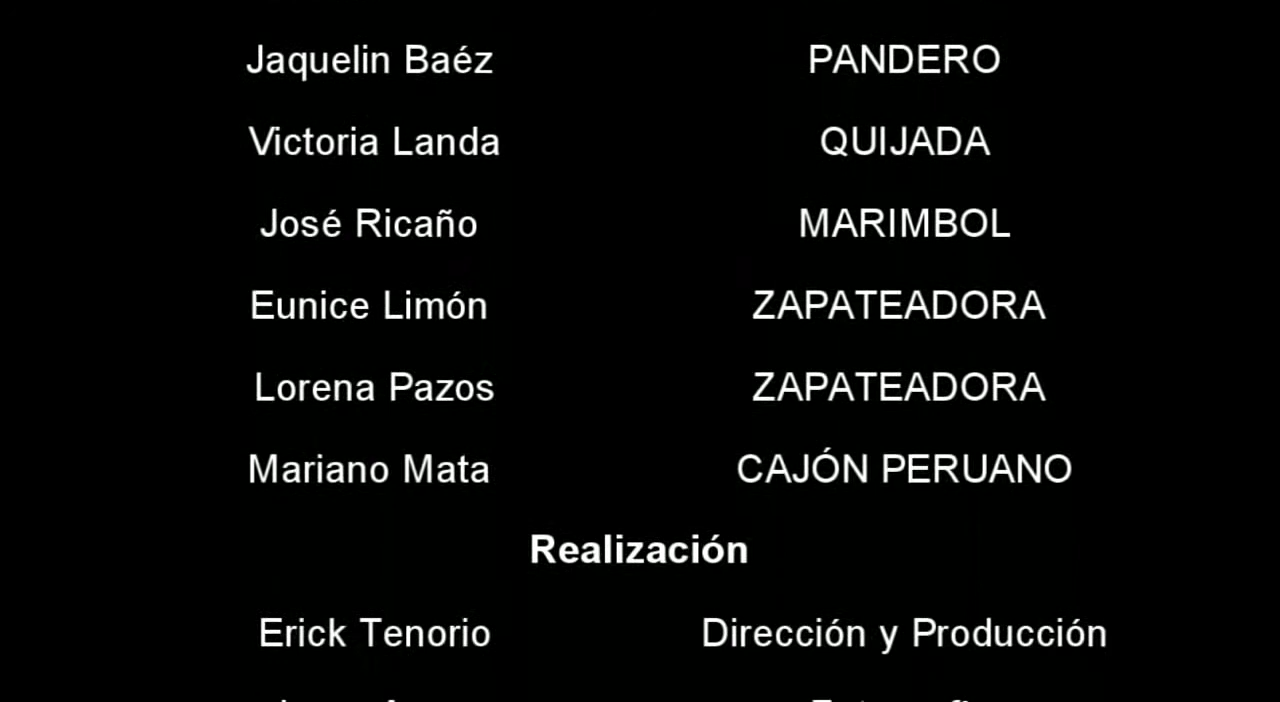 Jaquelin Baéz PANDERO
Victoria Landa QUIJADA
José Ricaño MARIMBOL
Eunice Limón ZAPATEADORA
Lorena Pazos ZAPATEADORA
Mariano Mata CAJÓN PERUANO
Realización
Erick Tenorio Dirección y Producción